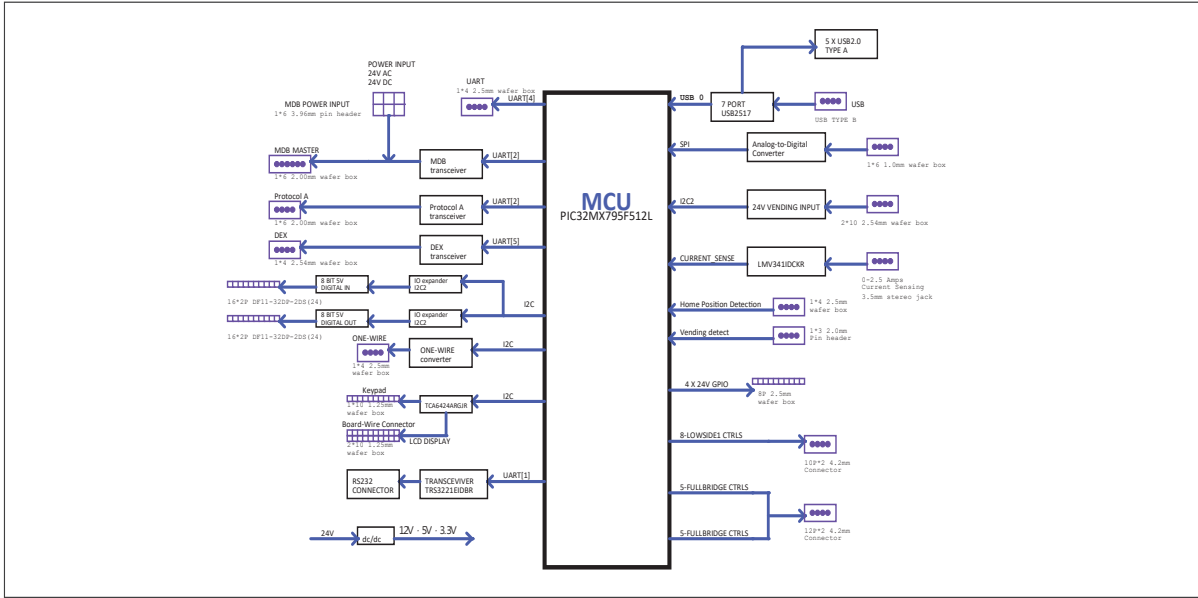 POWER INPUT
24V AC
24V DC
MDB POWER INPUT
1*6 3.96mm pin header
UART
1*4 2.5mm wafer box
UART[4]
MDB MASTER
1*6 2.00mm wafer box
MDB
transceiver
UART[2]
Protocol A
1*6 2.00mm wafer box
Protocol A
transceiver
UART[2]
DEX
1*4 2.54mm wafer box
DEX
transceiver
UART[5]
16*2P DF11-32DP-2DS(24)
8 BIT 5V
DIGITAL IN
IO expander
I2C2
I2C
16*2P DF11-32DP-2DS(24)
8 BIT 5V
DIGITAL OUT
IO expander
I2C2
ONE-WIRE
1*4 2.5mm
wafer box
ONE-WIRE
converter
I2C
Keypad
1*10 1.25mm
wafer box
TCA6424ARGJR
I2C
Board-Wire Connector
LCD DISPLAY
2*10 1.25mm
wafer box
RS232
CONNECTOR
TRANSCEVIVER
TRS3221EIDBR
UART[1]
24V
dc/dc
12V - 5V - 3.3V
MCU
PIC32MX795F512L
5 X USB2.0
TYPE A
USB 0
7 PORT
USB2517
USB
USB TYPE B
SPI
Analog-to-Digital
Converter
1*6 1.0mm wafer box
I2C2
24V VENDING INPUT
2*10 2.54mm wafer box
CURRENT_SENSE
LMV341IDCKR
0-2.5 Amps
Current Sensing
3.5mm stereo jack
Home Position Detection
1*4 2.5mm
wafer box
Vending detect
1*3 2.0mm
Pin header
4 X 24V GPIO
8P 2.5mm
wafer box
8-LOWSIDE1 CTRLS
10P*2 4.2mm
Connector
5-FULLBRIDGE CTRLS
5-FULLBRIDGE CTRLS
12P*2 4.2mm
Connector